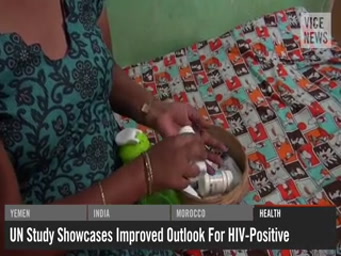 VICE
NEWS
YEMEN INDIA MOROCCO HEALTH
UN Study Showcases Improved Outlook For HIV-Positive